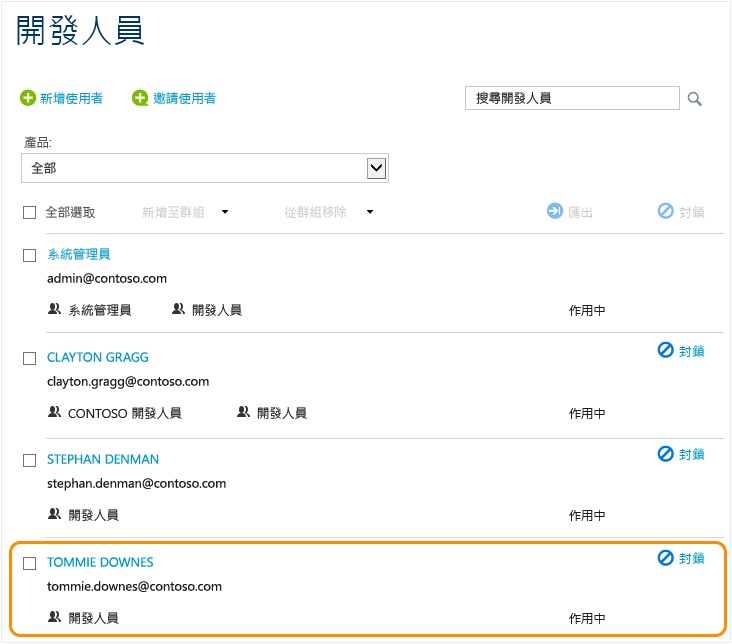 開發人員
新增使用者 邀請使用者 搜尋開發人員
產品:
全部
全部選取 新增至群組 從群組移除 匯出 封鎖
系統管理員
admin@contoso.com
系統管理員 開發人員 作用中
CLAYTON GRAGG 封鎖
clayton.gragg@contoso.com
CONTOSO 開發人員 開發人員 作用中
STEPHAN DENMAN 封鎖
stephan.denman@contoso.com
開發人員 作用中
TOMMIE DOWNES 封鎖
tommie.downes@contoso.com
開發人員 作用中